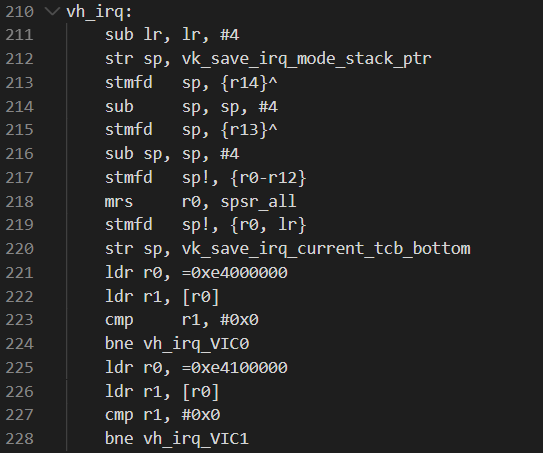 210 vh_irq:
211 sub lr, lr, #4
212 str sp, vk_save_irq_mode_stack_ptr
213 stmfd sp, {r14}^
214 sub sp, sp, #4
215 stmfd sp, {r13}^
216 sub sp, sp, #4
217 stmfd sp!, {r0-r12}
218 mrs r0, spsr_all
219 stmfd sp!, {r0, lr}
220 str sp, vk_save_irq_current_tcb_bottom
221 ldr r0, =0xe4000000
222 ldr r1, [r0]
223 cmp r1, #0x0
224 bne vh_irq_VIC0
225 ldr r0, =0xe4100000
226 ldr r1, [r0]
227 cmp r1, #0x0
228 bne vh_irq_VIC1